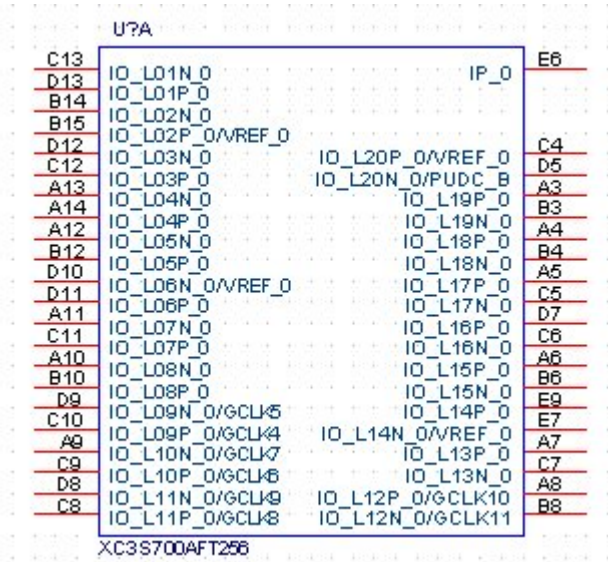 U?A
C13 IO_L01N_0 IP_0 E6
D13 IO_L01P_0
B14 IO_L02N_0
B15 IO_L02P_0/VREF_0
D12 IO_L03N_0 IO_L20P_0/VREF_0 C4
C12 IO_L03P_0 IO_L20N_0/PUDC_B D5
A13 IO_L04N_0 IO_L19P_0 A3
A14 IO_L04P_0 IO_L19N_0 B3
A12 IO_L05N_0 IO_L18P_0 A4
B12 IO_L05P_0 IO_L18N_0 B4
D10 IO_L06N_0/VREF_0 IO_L17P_0 A5
D11 IO_L06P_0 IO_L17N_0 C5
A11 IO_L07N_0 IO_L16P_0 D7
C11 IO_L07P_0 IO_L16N_0 C6
A10 IO_L08N_0 IO_L15P_0 A6
B10 IO_L08P_0 IO_L15N_0 B6
D9 IO_L09N_0/GCLK5 IO_L14P_0 E9
C10 IO_L09P_0/GCLK4 IO_L14N_0/VREF_0 E7
A9 IO_L10N_0/GCLK7 IO_L13P_0 A7
C9 IO_L10P_0/GCLK6 IO_L13N_0 C7
D8 IO_L11N_0/GCLK9 IO_L12P_0/GCLK10 A8
C8 IO_L11P_0/GCLK8 IO_L12N_0/GCLK11 B8
XC3S700AFT256